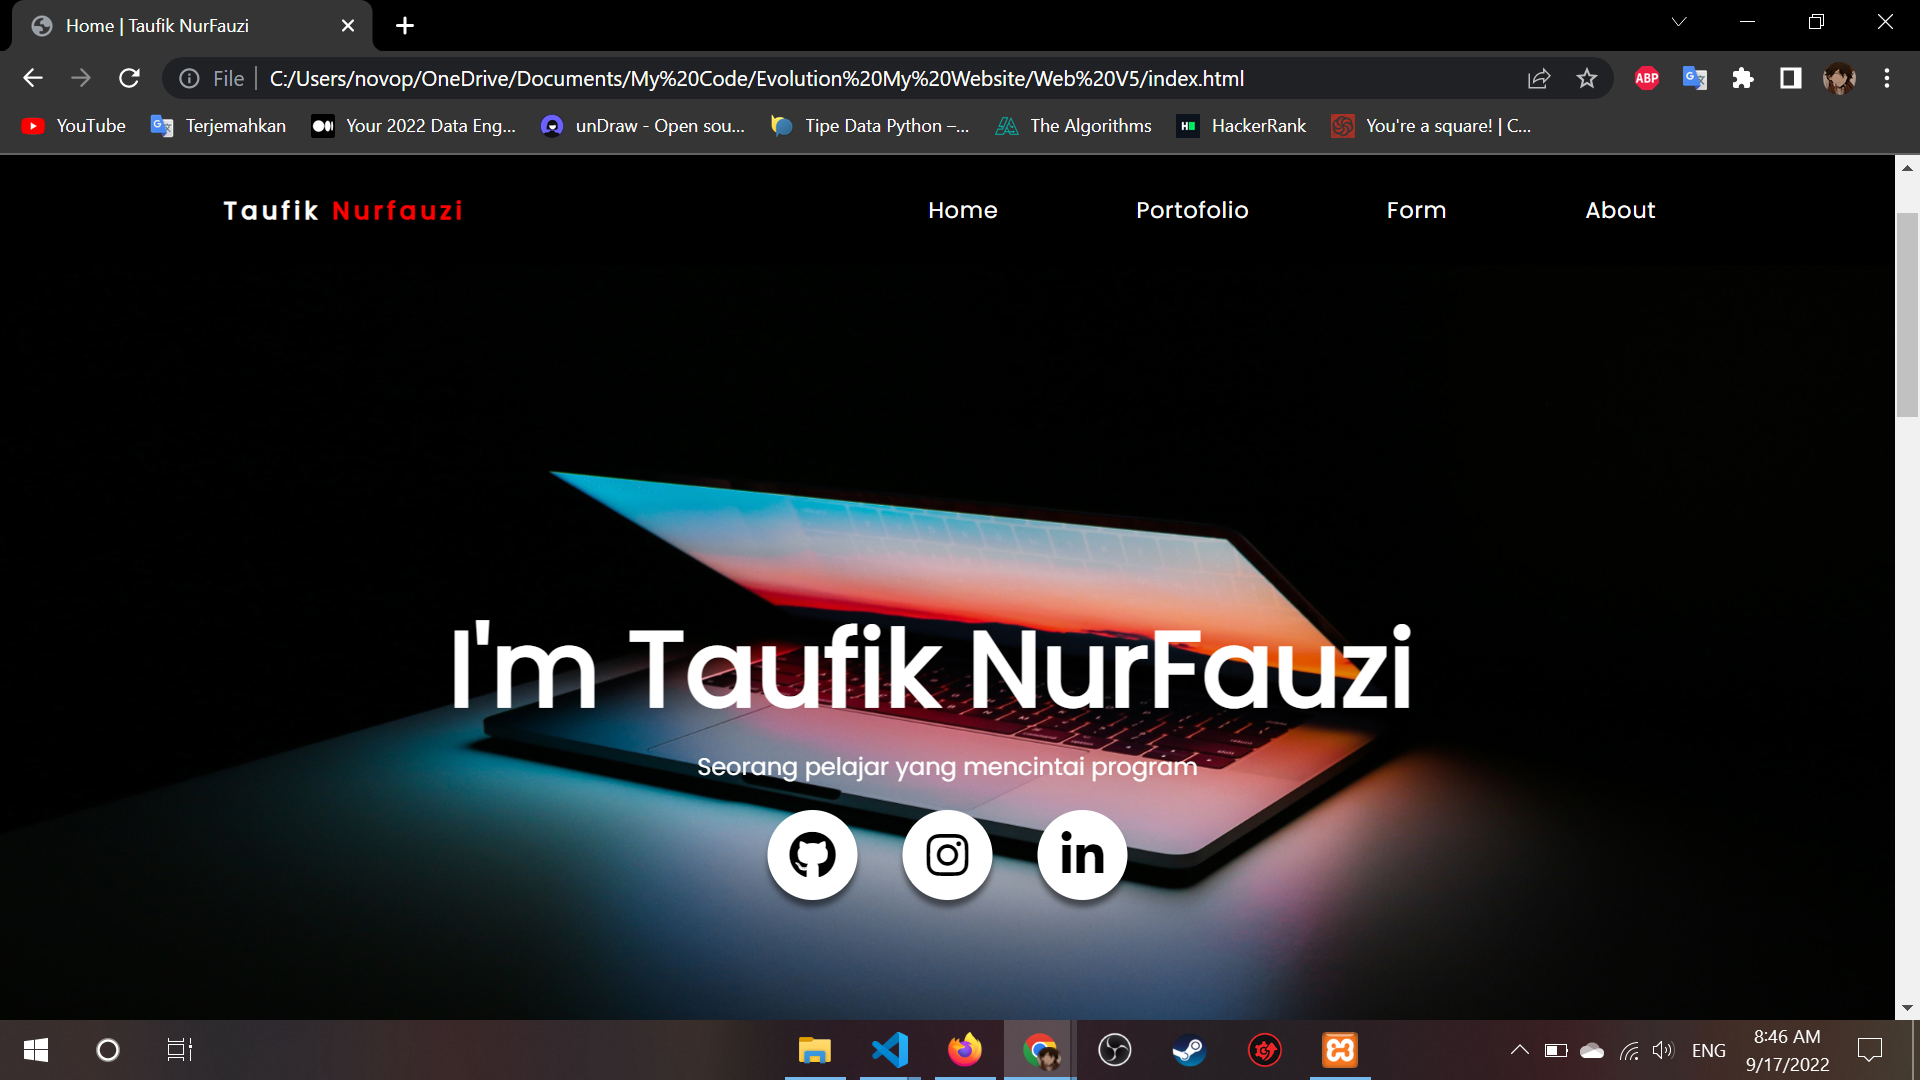 Home | Taufik NurFauzi
File | C:/Users/novop/OneDrive/Documents/My%20Code/Evolution%20My%20Website/Web%20V5/index.html
ABP
YouTube Terjemahkan Your 2022 Data Eng... unDraw - Open sou... Tipe Data Python –... The Algorithms HackerRank You're a square! | C...
Taufik Nurfauzi Home Portofolio Form About
I'm Taufik NurFauzi
Seorang pelajar yang mencintai program
in
ENG
8:46 AM
9/17/2022